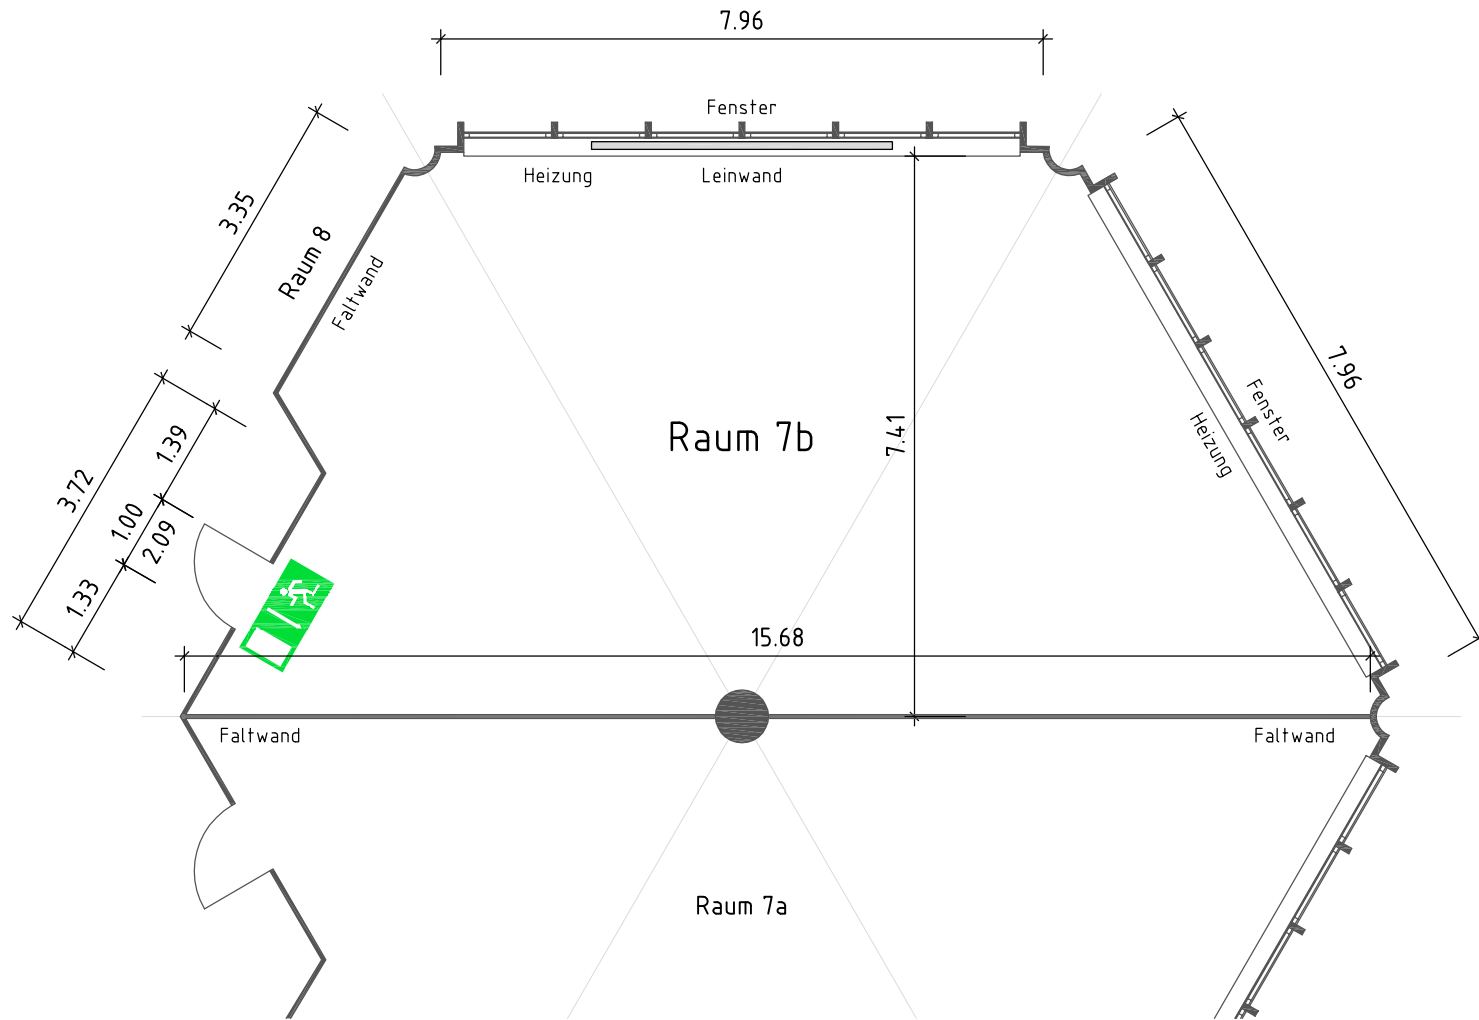 7.96
Fenster
Heizung
Leinwand
3.35
Raum 8
Faltwand
7.96
Fenster
Heizung
Raum 7b
7.41
1.39
3.72
1.00
2.09
1.33
15.68
Faltwand
Faltwand
Raum 7a